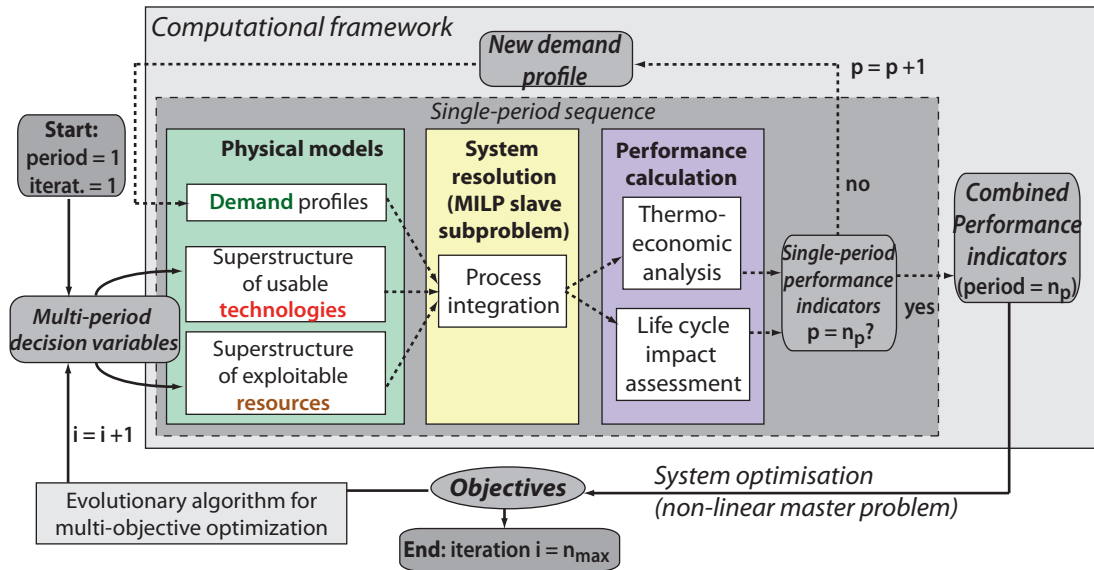 Computational framework
New demand
profile
p = p +1
Single-period sequence
Start:
period = 1
iterat. = 1
Physical models
Demand profiles
Superstructure
of usable
technologies
Superstructure
of exploitable
resources
System
resolution
(MILP slave
subproblem)
Process
integration
Performance
calculation
Thermo-
economic
analysis
Life cycle
impact
assessment
no
Single-period
performance
indicators
p = np?
yes
Combined
Performance
indicators
(period = np)
Multi-period
decision variables
i = i +1
Evolutionary algorithm for
multi-objective optimization
Objectives
System optimisation
(non-linear master problem)
End: iteration i = nmax